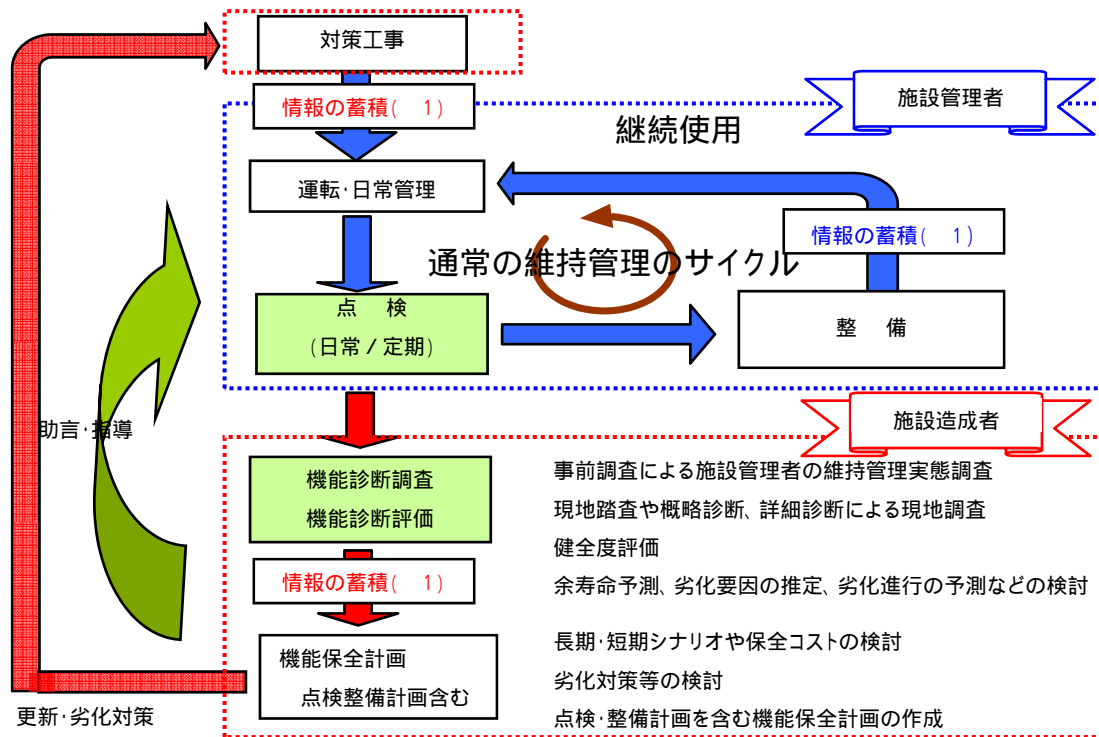 対策工事
情報の蓄積(　1)
施設管理者
継続使用
運転･日常管理
情報の蓄積(　1)
通常の維持管理のサイクル
点　検
(日常 / 定期)
整　備
施設造成者
助言･指導
機能診断調査
機能診断評価
事前調査による施設管理者の維持管理実態調査
現地踏査や概略診断、詳細診断による現地調査
健全度評価
余寿命予測、劣化要因の推定、劣化進行の予測などの検討
情報の蓄積(　1)
機能保全計画
点検整備計画含む
長期･短期シナリオや保全コストの検討
劣化対策等の検討
点検･整備計画を含む機能保全計画の作成
更新･劣化対策